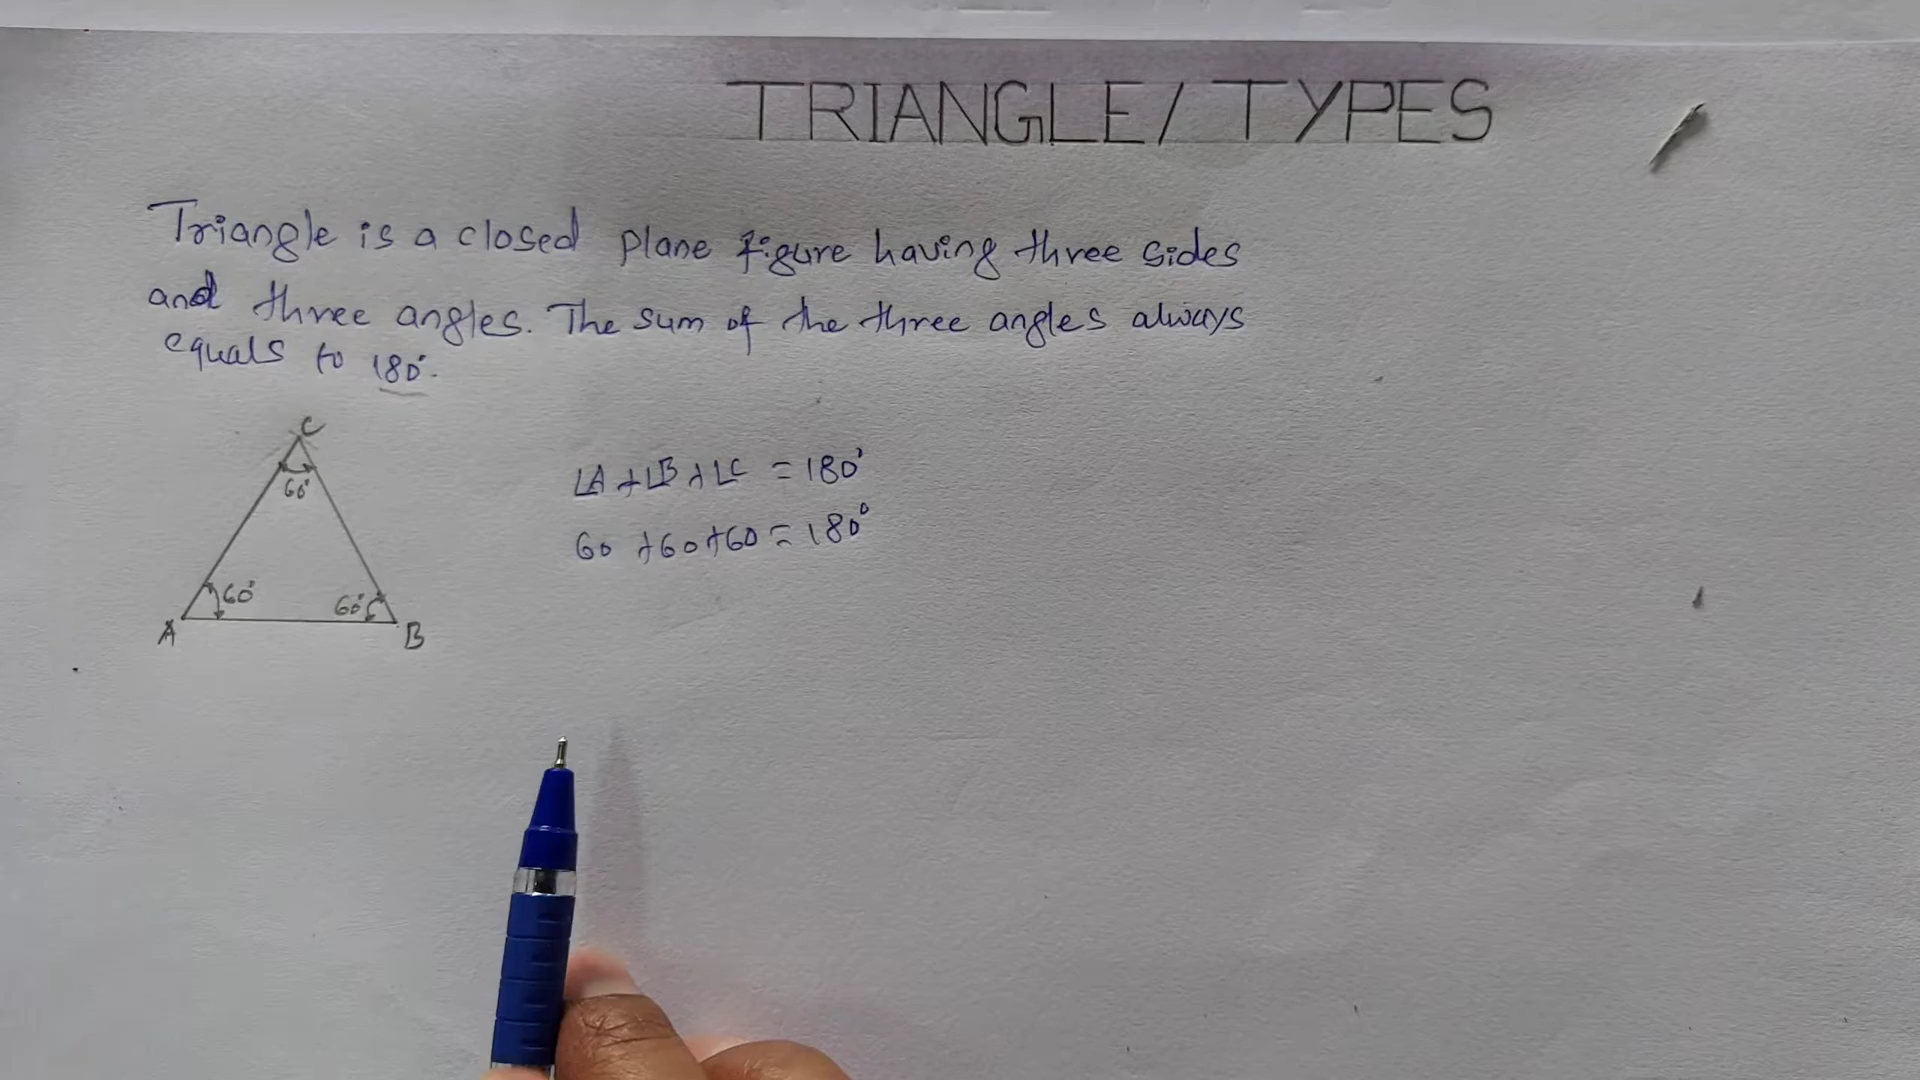 TRIANGLE/ TYPES
Triangle is a closed plane figure having three sides
and three angles. The sum of the three angles always
equals to 180°.
C
60°
60°
60°
A
B
∠A+∠B+∠C = 180°
60 +60+60 = 180°